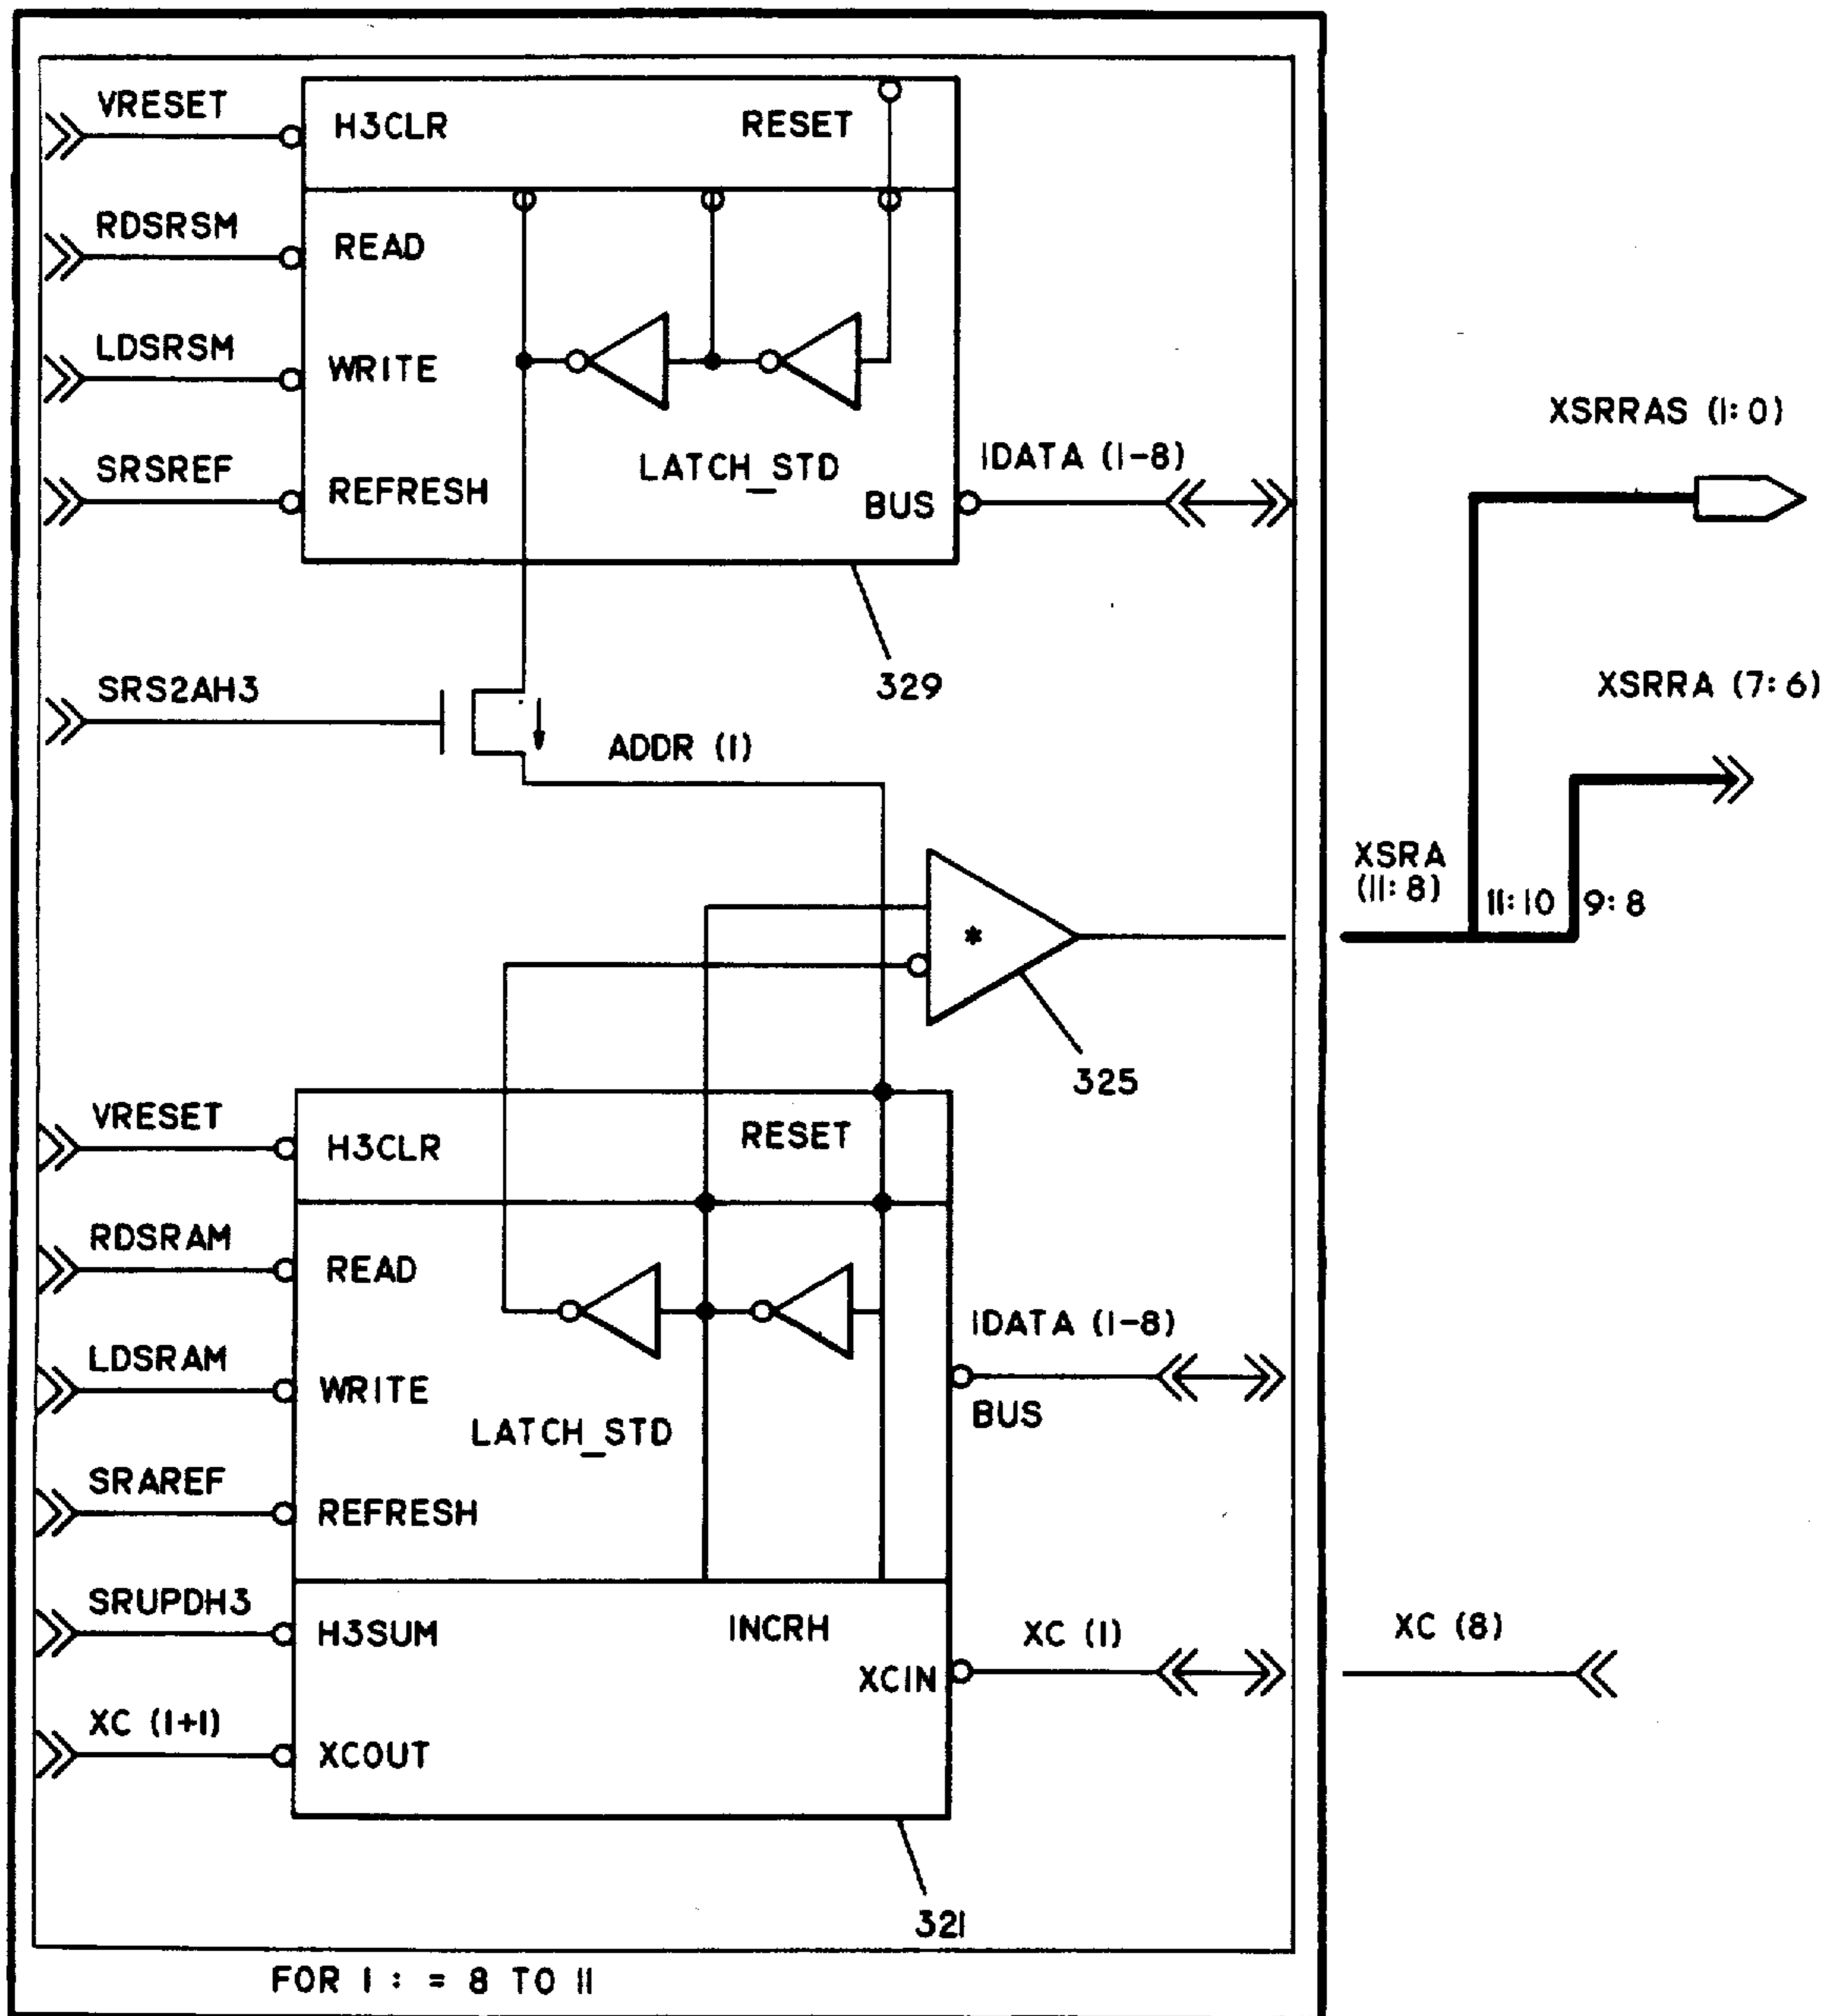 VRESET
H3CLR
RESET
RDSRSM
READ
LDSRSM
WRITE
SRSREF
REFRESH
LATCH_STD
BUS
IDATA (I-8)
329
SRS2AH3
ADDR (I)
XSRRAS (1:0)
XSRRA (7:6)
XSRA
(11:8)
11:10
9:8
*
325
VRESET
H3CLR
RESET
RDSRAM
READ
LDSRAM
WRITE
LATCH_STD
IDATA (I-8)
BUS
SRAREF
REFRESH
SRUPDH3
H3SUM
INCRH
XCIN
XC (I)
XC (8)
XC (I+1)
XCOUT
321
FOR I : = 8 TO 11